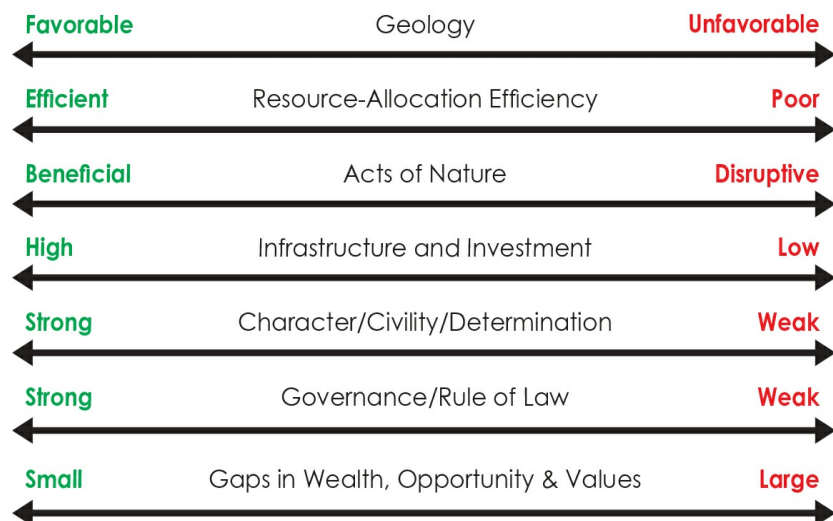 Favorable Geology Unfavorable
Efficient Resource-Allocation Efficiency Poor
Beneficial Acts of Nature Disruptive
High Infrastructure and Investment Low
Strong Character/Civility/Determination Weak
Strong Governance/Rule of Law Weak
Small Gaps in Wealth, Opportunity & Values Large